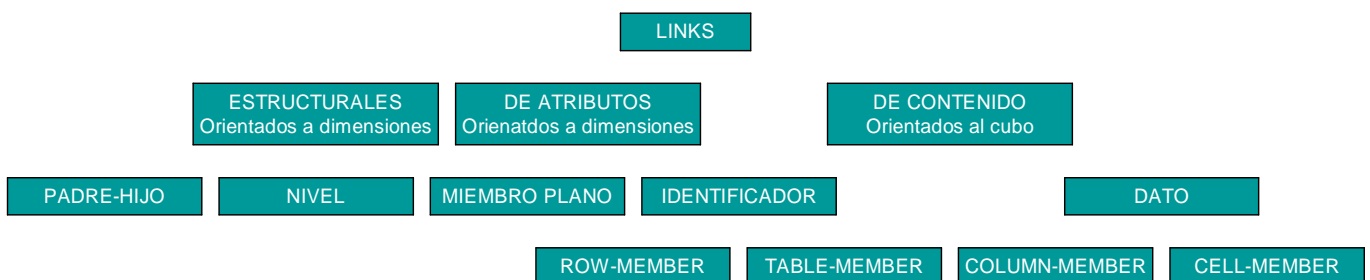 LINKS
ESTRUCTURALES
Orientados a dimensiones
DE ATRIBUTOS
Orienatdos a dimensiones
DE CONTENIDO
Orientados al cubo
PADRE-HIJO
NIVEL
MIEMBRO PLANO
IDENTIFICADOR
DATO
ROW-MEMBER
TABLE-MEMBER
COLUMN-MEMBER
CELL-MEMBER